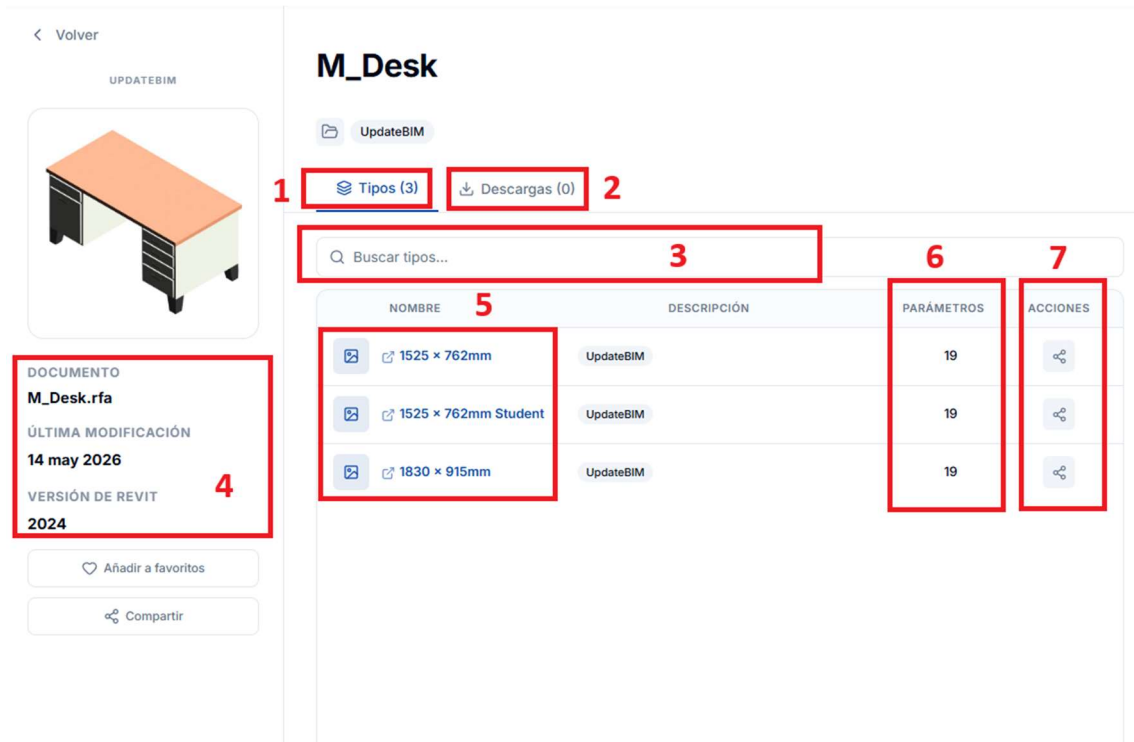 Volver
UPDATEBIM
DOCUMENTO
M_Desk.rfa
ÚLTIMA MODIFICACIÓN
14 may 2026
VERSIÓN DE REVIT
2024
4
Añadir a favoritos
Compartir
M_Desk
UpdateBIM
1 Tipos (3) Descargas (0) 2
Buscar tipos... 3 6 7
NOMBRE 5 DESCRIPCIÓN PARÁMETROS ACCIONES
1525 × 762mm UpdateBIM 19
1525 × 762mm Student UpdateBIM 19
1830 × 915mm UpdateBIM 19